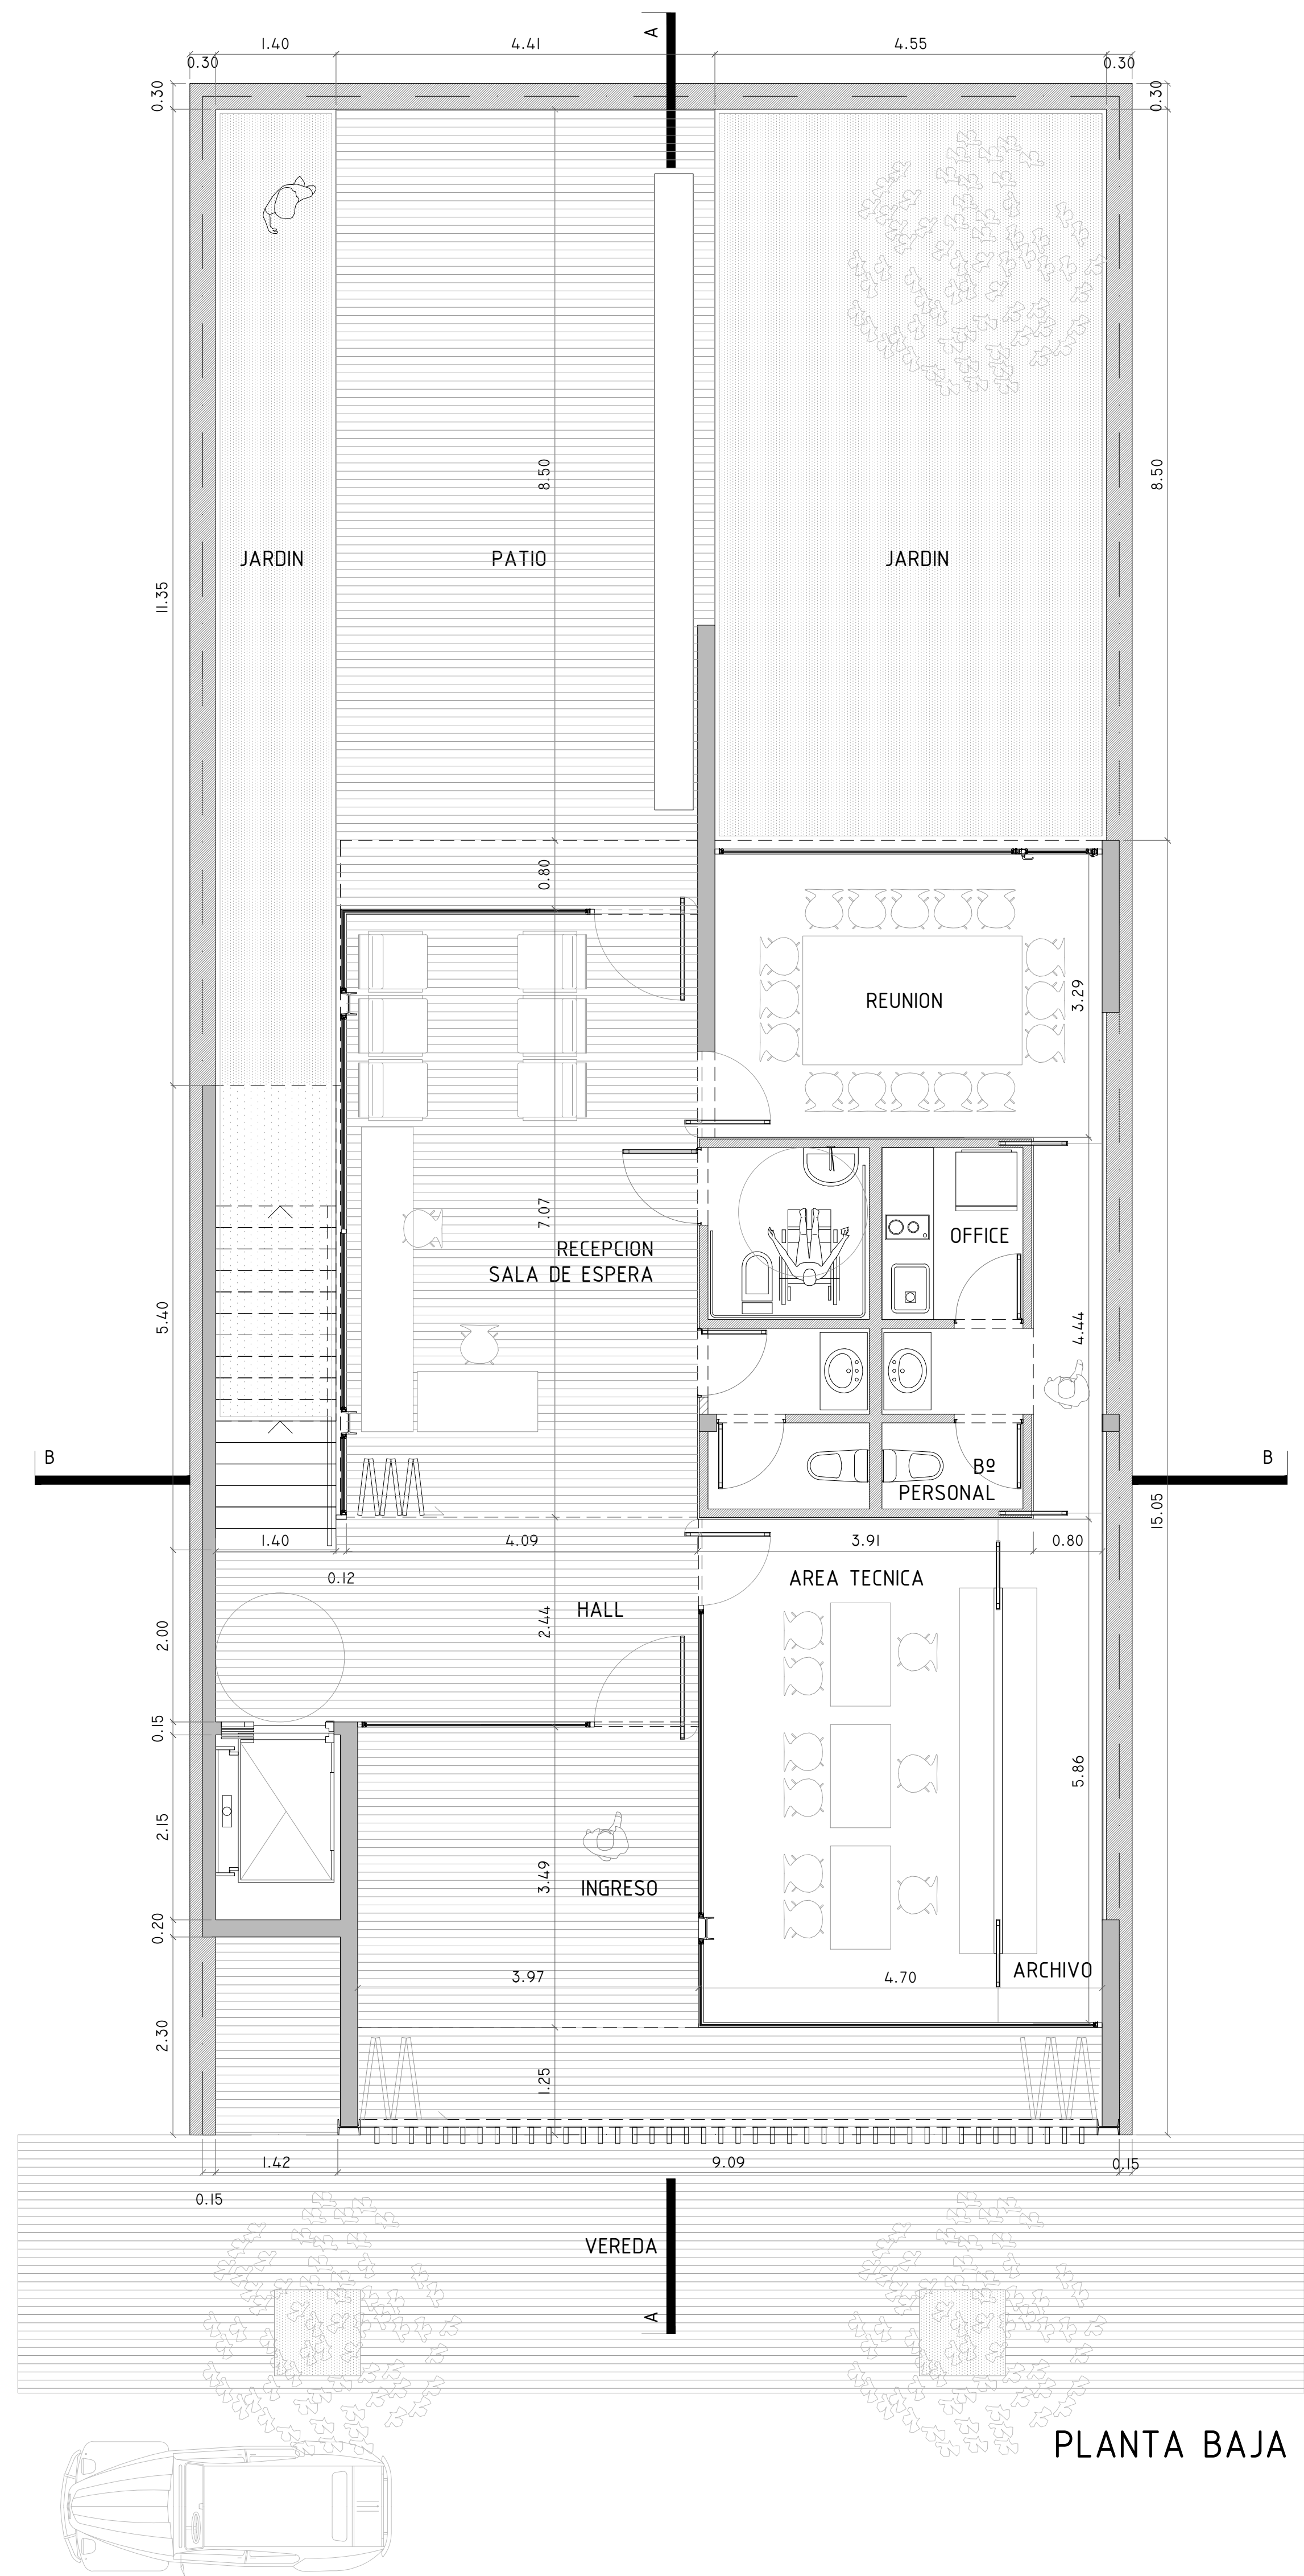 A
1.40
4.41
4.55
0.30
0.30
0.30
0.30
8.50
8.50
JARDIN
PATIO
JARDIN
11.35
0.80
REUNION
3.29
7.07
RECEPCION
SALA DE ESPERA
OFFICE
5.40
4.44
B
B
Bº
PERSONAL
15.05
1.40
4.09
3.91
0.80
0.12
AREA TECNICA
HALL
2.44
2.00
0.15
5.86
2.15
3.49
INGRESO
0.20
3.97
4.70
ARCHIVO
2.30
1.25
1.42
9.09
0.15
0.15
VEREDA
A
PLANTA BAJA